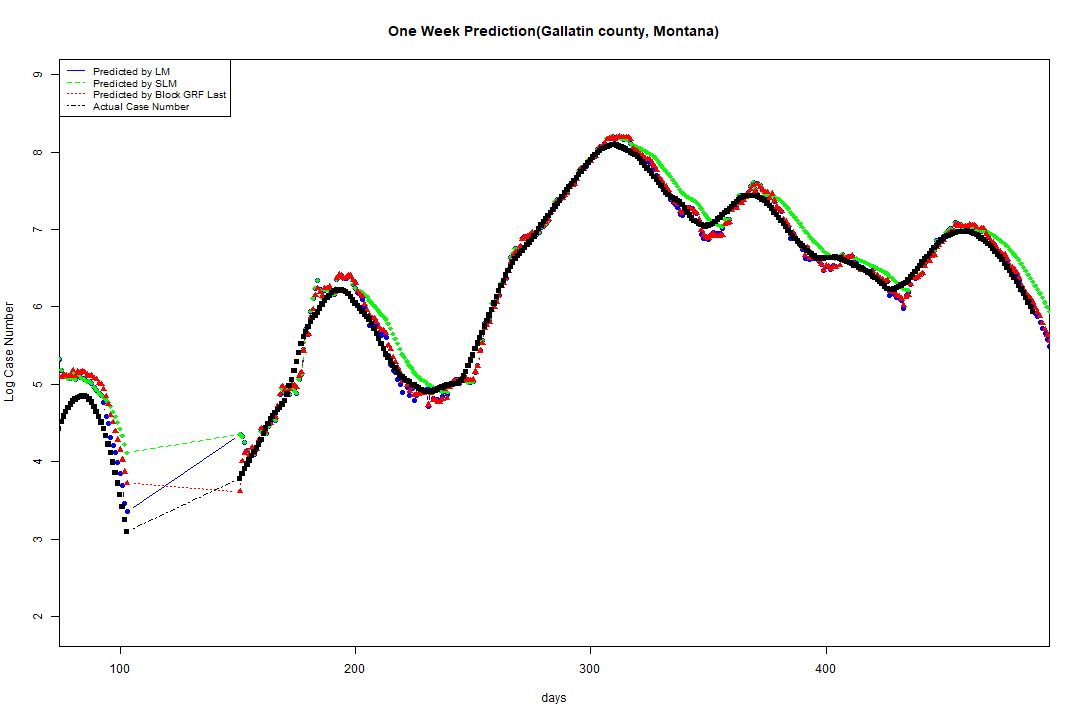 One Week Prediction(Gallatin county, Montana)
Predicted by LM
Predicted by SLM
Predicted by Block GRF Last
Actual Case Number
9
8
7
6
5
4
3
2
Log Case Number
100 200 300 400
days